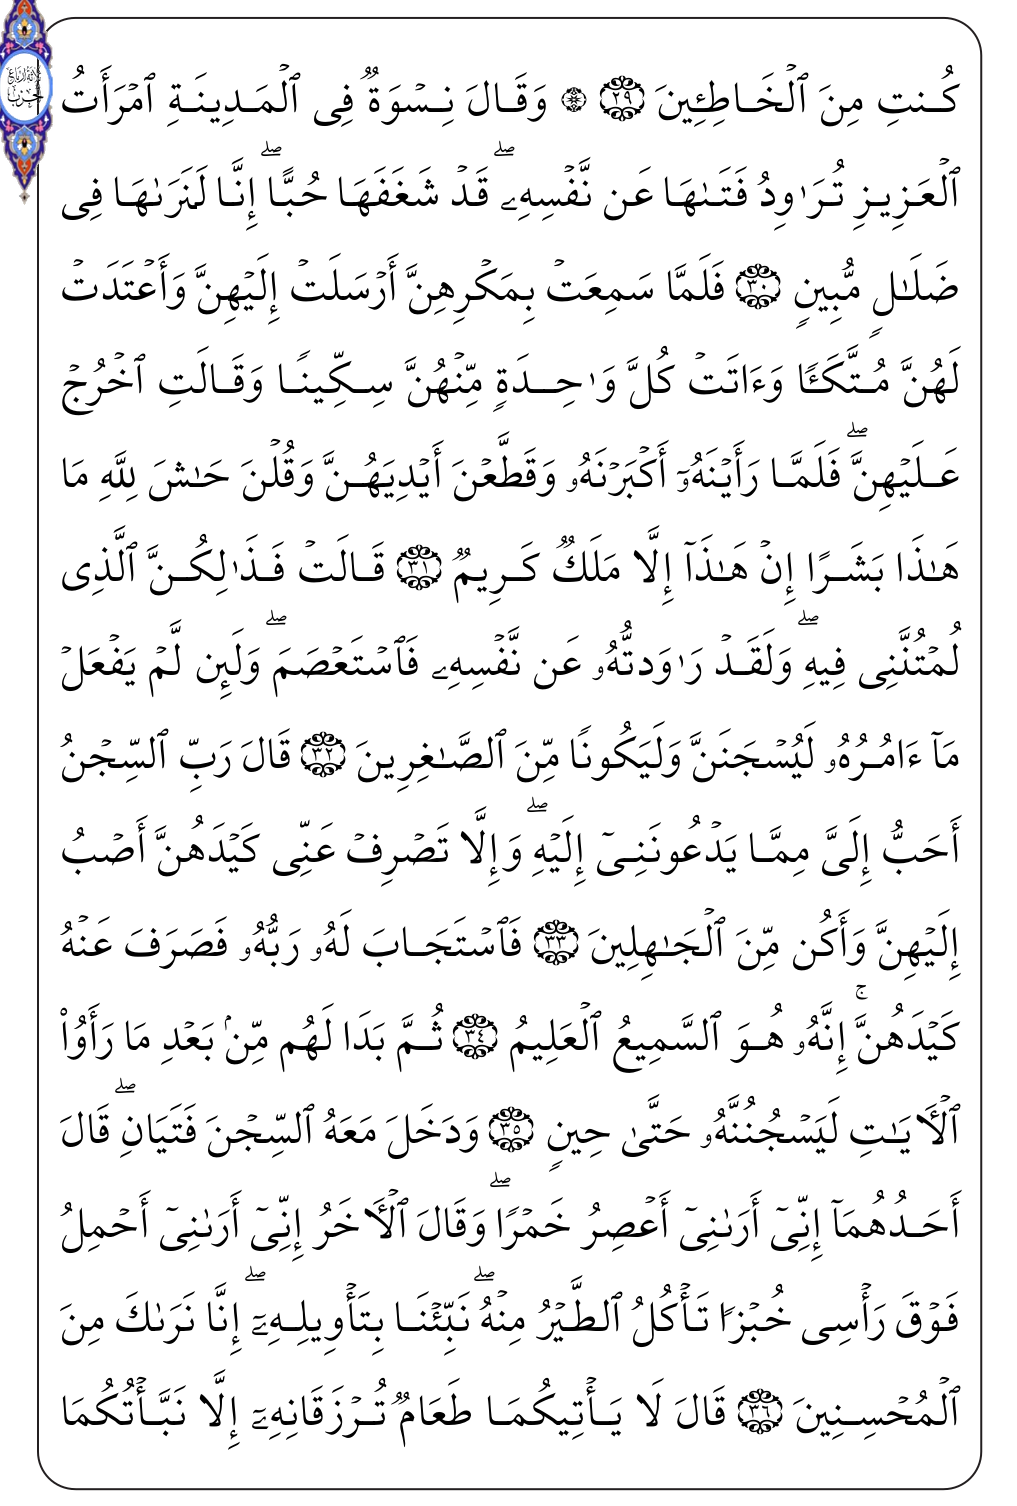 كُنتِ مِنَ ٱلۡخَاطِـِٔينَ ٢٩ ۞ وَقَالَ نِسۡوَةٞ فِي ٱلۡمَدِينَةِ ٱمۡرَأَتُ
ٱلۡعَزِيزِ تُرَٰوِدُ فَتَىٰهَا عَن نَّفۡسِهِۦۖ قَدۡ شَغَفَهَا حُبًّاۖ إِنَّا لَنَرَىٰهَا فِي
ضَلَٰلٖ مُّبِينٖ ٣٠ فَلَمَّا سَمِعَتۡ بِمَكۡرِهِنَّ أَرۡسَلَتۡ إِلَيۡهِنَّ وَأَعۡتَدَتۡ
لَهُنَّ مُتَّكَـٔٗا وَءَاتَتۡ كُلَّ وَٰحِدَةٖ مِّنۡهُنَّ سِكِّينٗا وَقَالَتِ ٱخۡرُجۡ
عَلَيۡهِنَّۖ فَلَمَّا رَأَيۡنَهُۥٓ أَكۡبَرۡنَهُۥ وَقَطَّعۡنَ أَيۡدِيَهُنَّ وَقُلۡنَ حَٰشَ لِلَّهِ مَا
هَٰذَا بَشَرًا إِنۡ هَٰذَآ إِلَّا مَلَكٞ كَرِيمٞ ٣١ قَالَتۡ فَذَٰلِكُنَّ ٱلَّذِي
لُمۡتُنَّنِي فِيهِۖ وَلَقَدۡ رَٰوَدتُّهُۥ عَن نَّفۡسِهِۦ فَٱسۡتَعۡصَمَۖ وَلَئِن لَّمۡ يَفۡعَلۡ
مَآ ءَامُرُهُۥ لَيُسۡجَنَنَّ وَلَيَكُونٗا مِّنَ ٱلصَّٰغِرِينَ ٣٢ قَالَ رَبِّ ٱلسِّجۡنُ
أَحَبُّ إِلَيَّ مِمَّا يَدۡعُونَنِيٓ إِلَيۡهِۖ وَإِلَّا تَصۡرِفۡ عَنِّي كَيۡدَهُنَّ أَصۡبُ
إِلَيۡهِنَّ وَأَكُن مِّنَ ٱلۡجَٰهِلِينَ ٣٣ فَٱسۡتَجَابَ لَهُۥ رَبُّهُۥ فَصَرَفَ عَنۡهُ
كَيۡدَهُنَّۚ إِنَّهُۥ هُوَ ٱلسَّمِيعُ ٱلۡعَلِيمُ ٣٤ ثُمَّ بَدَا لَهُم مِّنۢ بَعۡدِ مَا رَأَوُاْ
ٱلۡأٓيَٰتِ لَيَسۡجُنُنَّهُۥ حَتَّىٰ حِينٖ ٣٥ وَدَخَلَ مَعَهُ ٱلسِّجۡنَ فَتَيَانِۖ قَالَ
أَحَدُهُمَآ إِنِّيٓ أَرَىٰنِيٓ أَعۡصِرُ خَمۡرٗاۖ وَقَالَ ٱلۡأٓخَرُ إِنِّيٓ أَرَىٰنِيٓ أَحۡمِلُ
فَوۡقَ رَأۡسِي خُبۡزٗا تَأۡكُلُ ٱلطَّيۡرُ مِنۡهُۖ نَبِّئۡنَا بِتَأۡوِيلِهِۦٓۖ إِنَّا نَرَىٰكَ مِنَ
ٱلۡمُحۡسِنِينَ ٣٦ قَالَ لَا يَأۡتِيكُمَا طَعَامٞ تُرۡزَقَانِهِۦٓ إِلَّا نَبَّأۡتُكُمَا
ثلاثة أرباع
الحزب